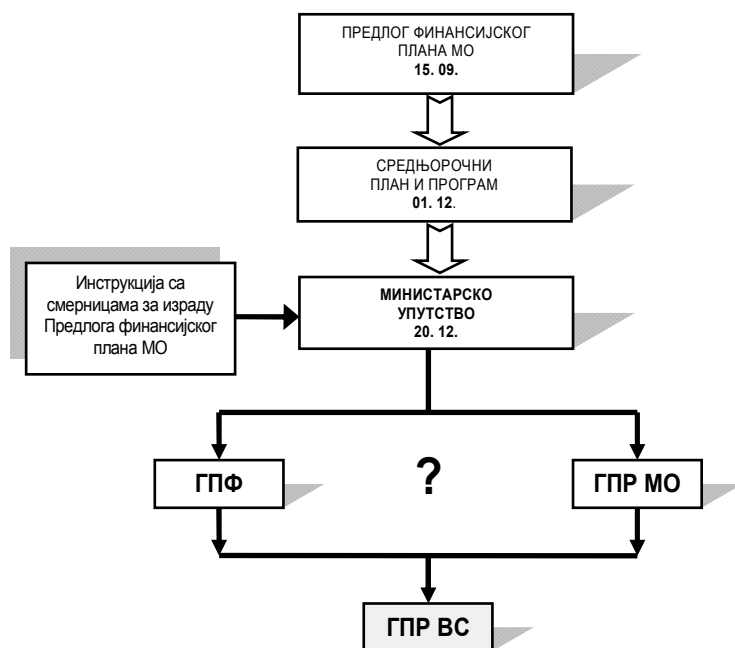 ПРЕДЛОГ ФИНАНСИЈСКОГ
ПЛАНА МО
15. 09.
СРЕДЊОРОЧНИ
ПЛАН И ПРОГРАМ
01. 12.
Инструкција са
смерницама за израду
Предлога финансијског
плана МО
МИНИСТАРСКО
УПУТСТВО
20. 12.
ГПФ
?
ГПР МО
ГПР ВС